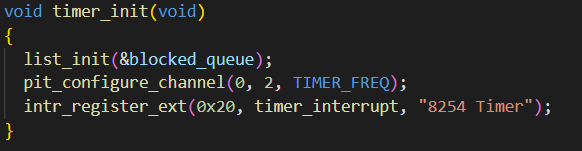 void timer_init(void)
{
  list_init(&blocked_queue);
  pit_configure_channel(0, 2, TIMER_FREQ);
  intr_register_ext(0x20, timer_interrupt, "8254 Timer");
}